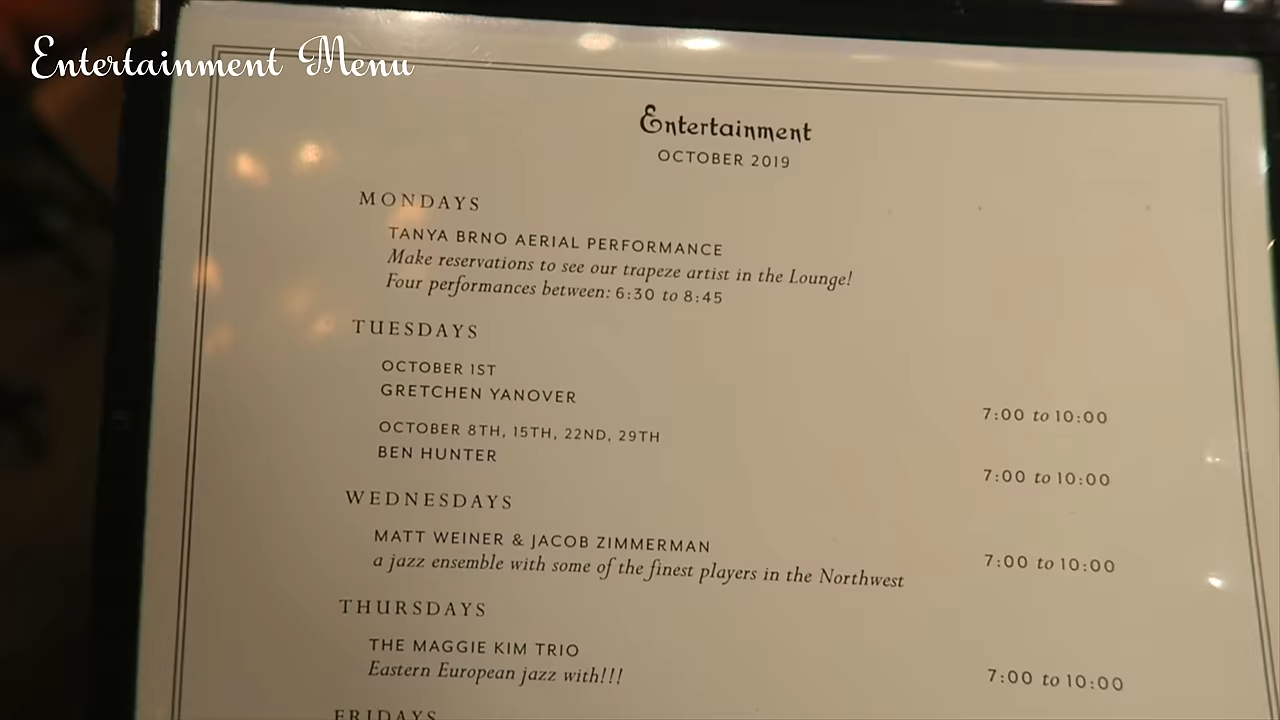 Entertainment Menu
Entertainment
OCTOBER 2019
MONDAYS
TANYA BRNO AERIAL PERFORMANCE
Make reservations to see our trapeze artist in the Lounge!
Four performances between: 6:30 to 8:45
TUESDAYS
OCTOBER 1ST
GRETCHEN YANOVER 7:00 to 10:00
OCTOBER 8TH, 15TH, 22ND, 29TH
BEN HUNTER 7:00 to 10:00
WEDNESDAYS
MATT WEINER & JACOB ZIMMERMAN 7:00 to 10:00
a jazz ensemble with some of the finest players in the Northwest
THURSDAYS
THE MAGGIE KIM TRIO
Eastern European jazz with!!! 7:00 to 10:00
FRIDAYS